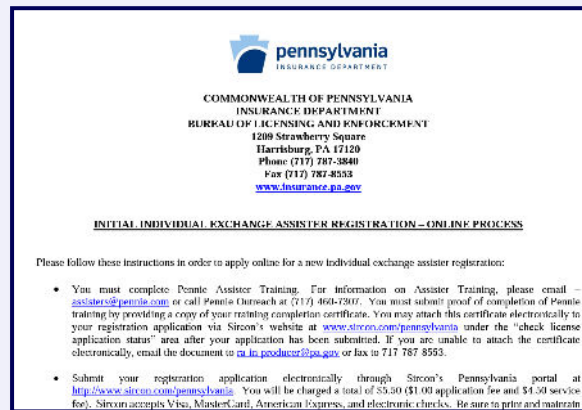 pennsylvania
INSURANCE DEPARTMENT
COMMONWEALTH OF PENNSYLVANIA
INSURANCE DEPARTMENT
BUREAU OF LICENSING AND ENFORCEMENT
1209 Strawberry Square
Harrisburg, PA 17120
Phone (717) 787-3840
Fax (717) 787-8553
www.insurance.pa.gov
INITIAL INDIVIDUAL EXCHANGE ASSISTER REGISTRATION – ONLINE PROCESS
Please follow these instructions in order to apply online for a new individual exchange assister registration:
• You must complete Pennie Assister Training. For information on Assister Training, please email –
assisters@pennie.com or call Pennie Outreach at (717) 460-7307. You must submit proof of completion of Pennie
training by providing a copy of your training completion certificate. You may attach this certificate electronically to
your registration application via Sircon's website at www.sircon.com/pennsylvania under the "check license
application status" area after your application has been submitted. If you are unable to attach the certificate
electronically, email the document to ra-in-producer@pa.gov or fax to 717 787 8553.
• Submit your registration application electronically through Sircon's Pennsylvania portal at
http://www.sircon.com/pennsylvania. You will be charged a total of $5.50 ($1.00 application fee and $4.50 service
fee). Sircon accepts Visa, MasterCard, American Express, and electronic checks. Be sure to print and maintain